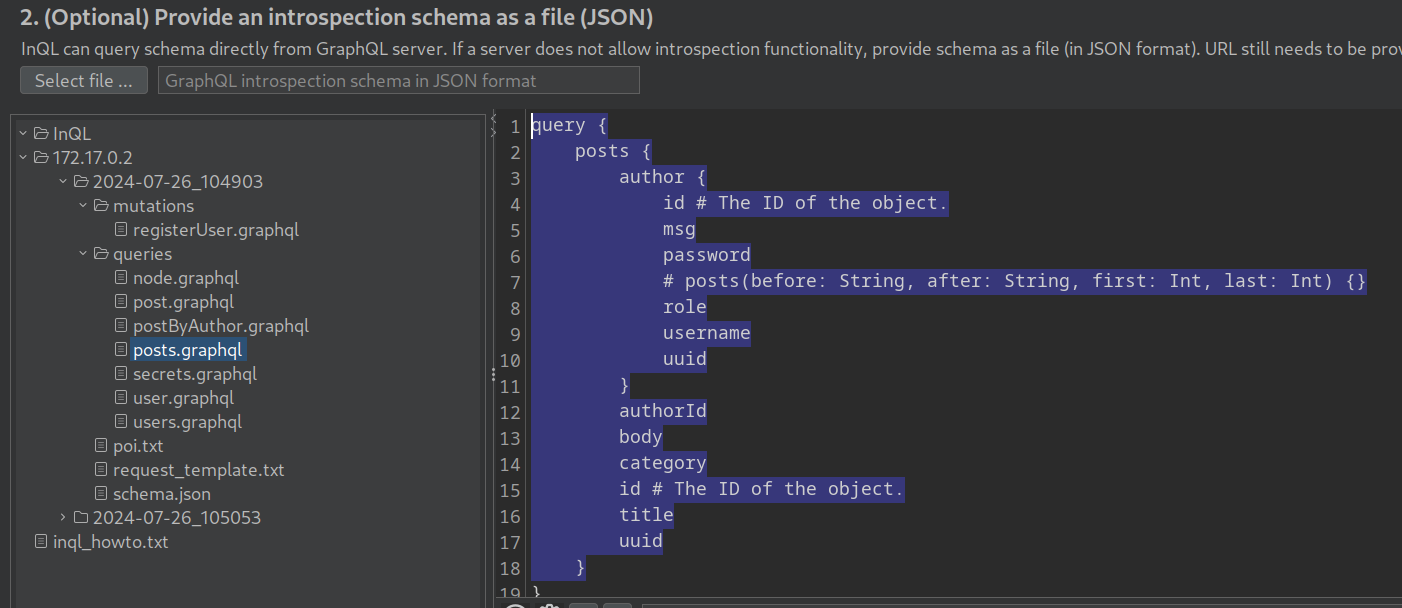 2. (Optional) Provide an introspection schema as a file (JSON)
InQL can query schema directly from GraphQL server. If a server does not allow introspection functionality, provide schema as a file (in JSON format). URL still needs to be
Select file ...
GraphQL introspection schema in JSON format
InQL
172.17.0.2
2024-07-26_104903
mutations
registerUser.graphql
queries
node.graphql
post.graphql
postByAuthor.graphql
posts.graphql
secrets.graphql
user.graphql
users.graphql
poi.txt
request_template.txt
schema.json
2024-07-26_105053
inql_howto.txt
1 query {
2 posts {
3 author {
4 id # The ID of the object.
5 msg
6 password
7 # posts(before: String, after: String, first: Int, last: Int) {}
8 role
9 username
10 uuid
11 }
12 authorId
13 body
14 category
15 id # The ID of the object.
16 title
17 uuid
18 }
19 }